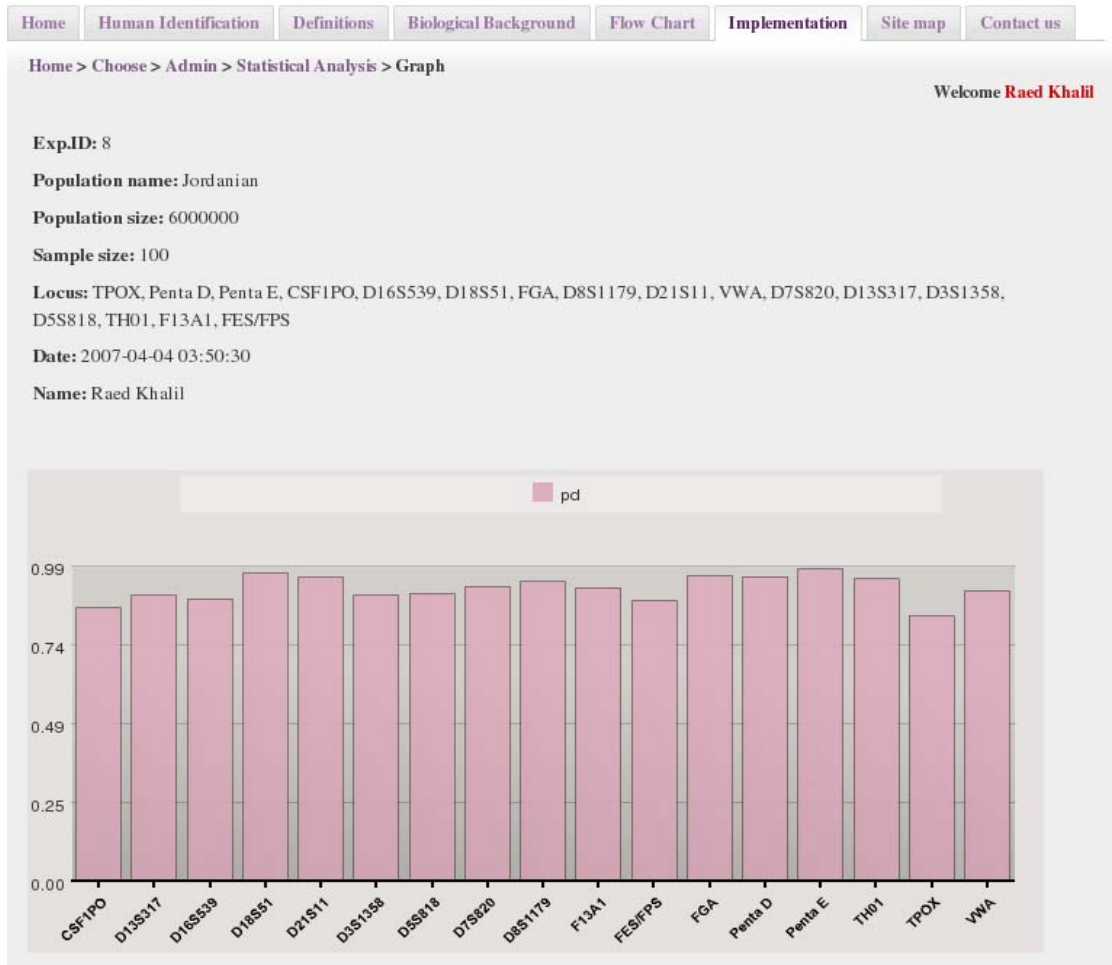 Home Human Identification Definitions Biological Background Flow Chart Implementation Site map Contact us
Home > Choose > Admin > Statistical Analysis > Graph
Welcome Raed Khalil
Exp.ID: 8
Population name: Jordanian
Population size: 6000000
Sample size: 100
Locus: TPOX, Penta D, Penta E, CSF1PO, D16S539, D18S51, FGA, D8S1179, D21S11, VWA, D7S820, D13S317, D3S1358,
D5S818, TH01, F13A1, FES/FPS
Date: 2007-04-04 03:50:30
Name: Raed Khalil
pd
0.99
0.74
0.49
0.25
0.00
CSF1PO D13S317 D16S539 D18S51 D21S11 D3S1358 D5S818 D7S820 D8S1179 F13A1 FES/FPS FGA Penta D Penta E TH01 TPOX VWA